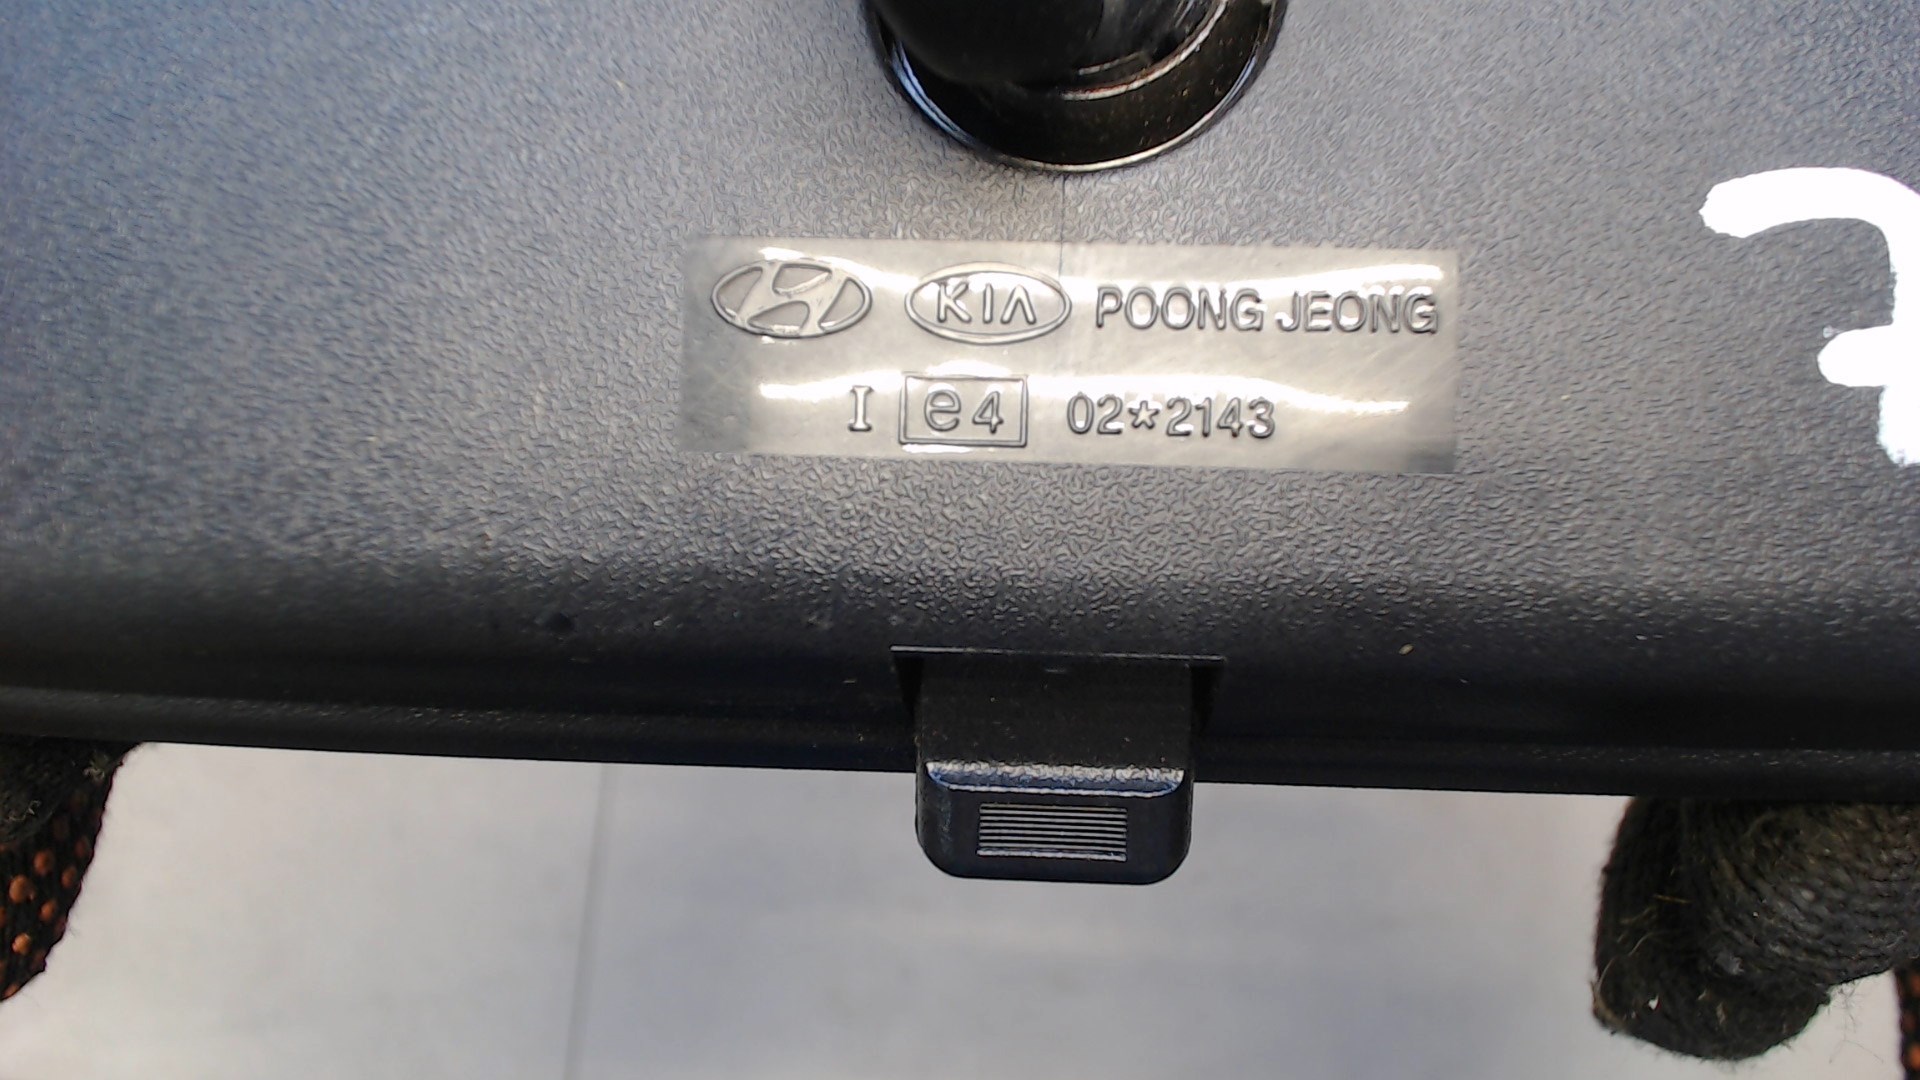 KIA POONG JEONG
I e4 02*2143